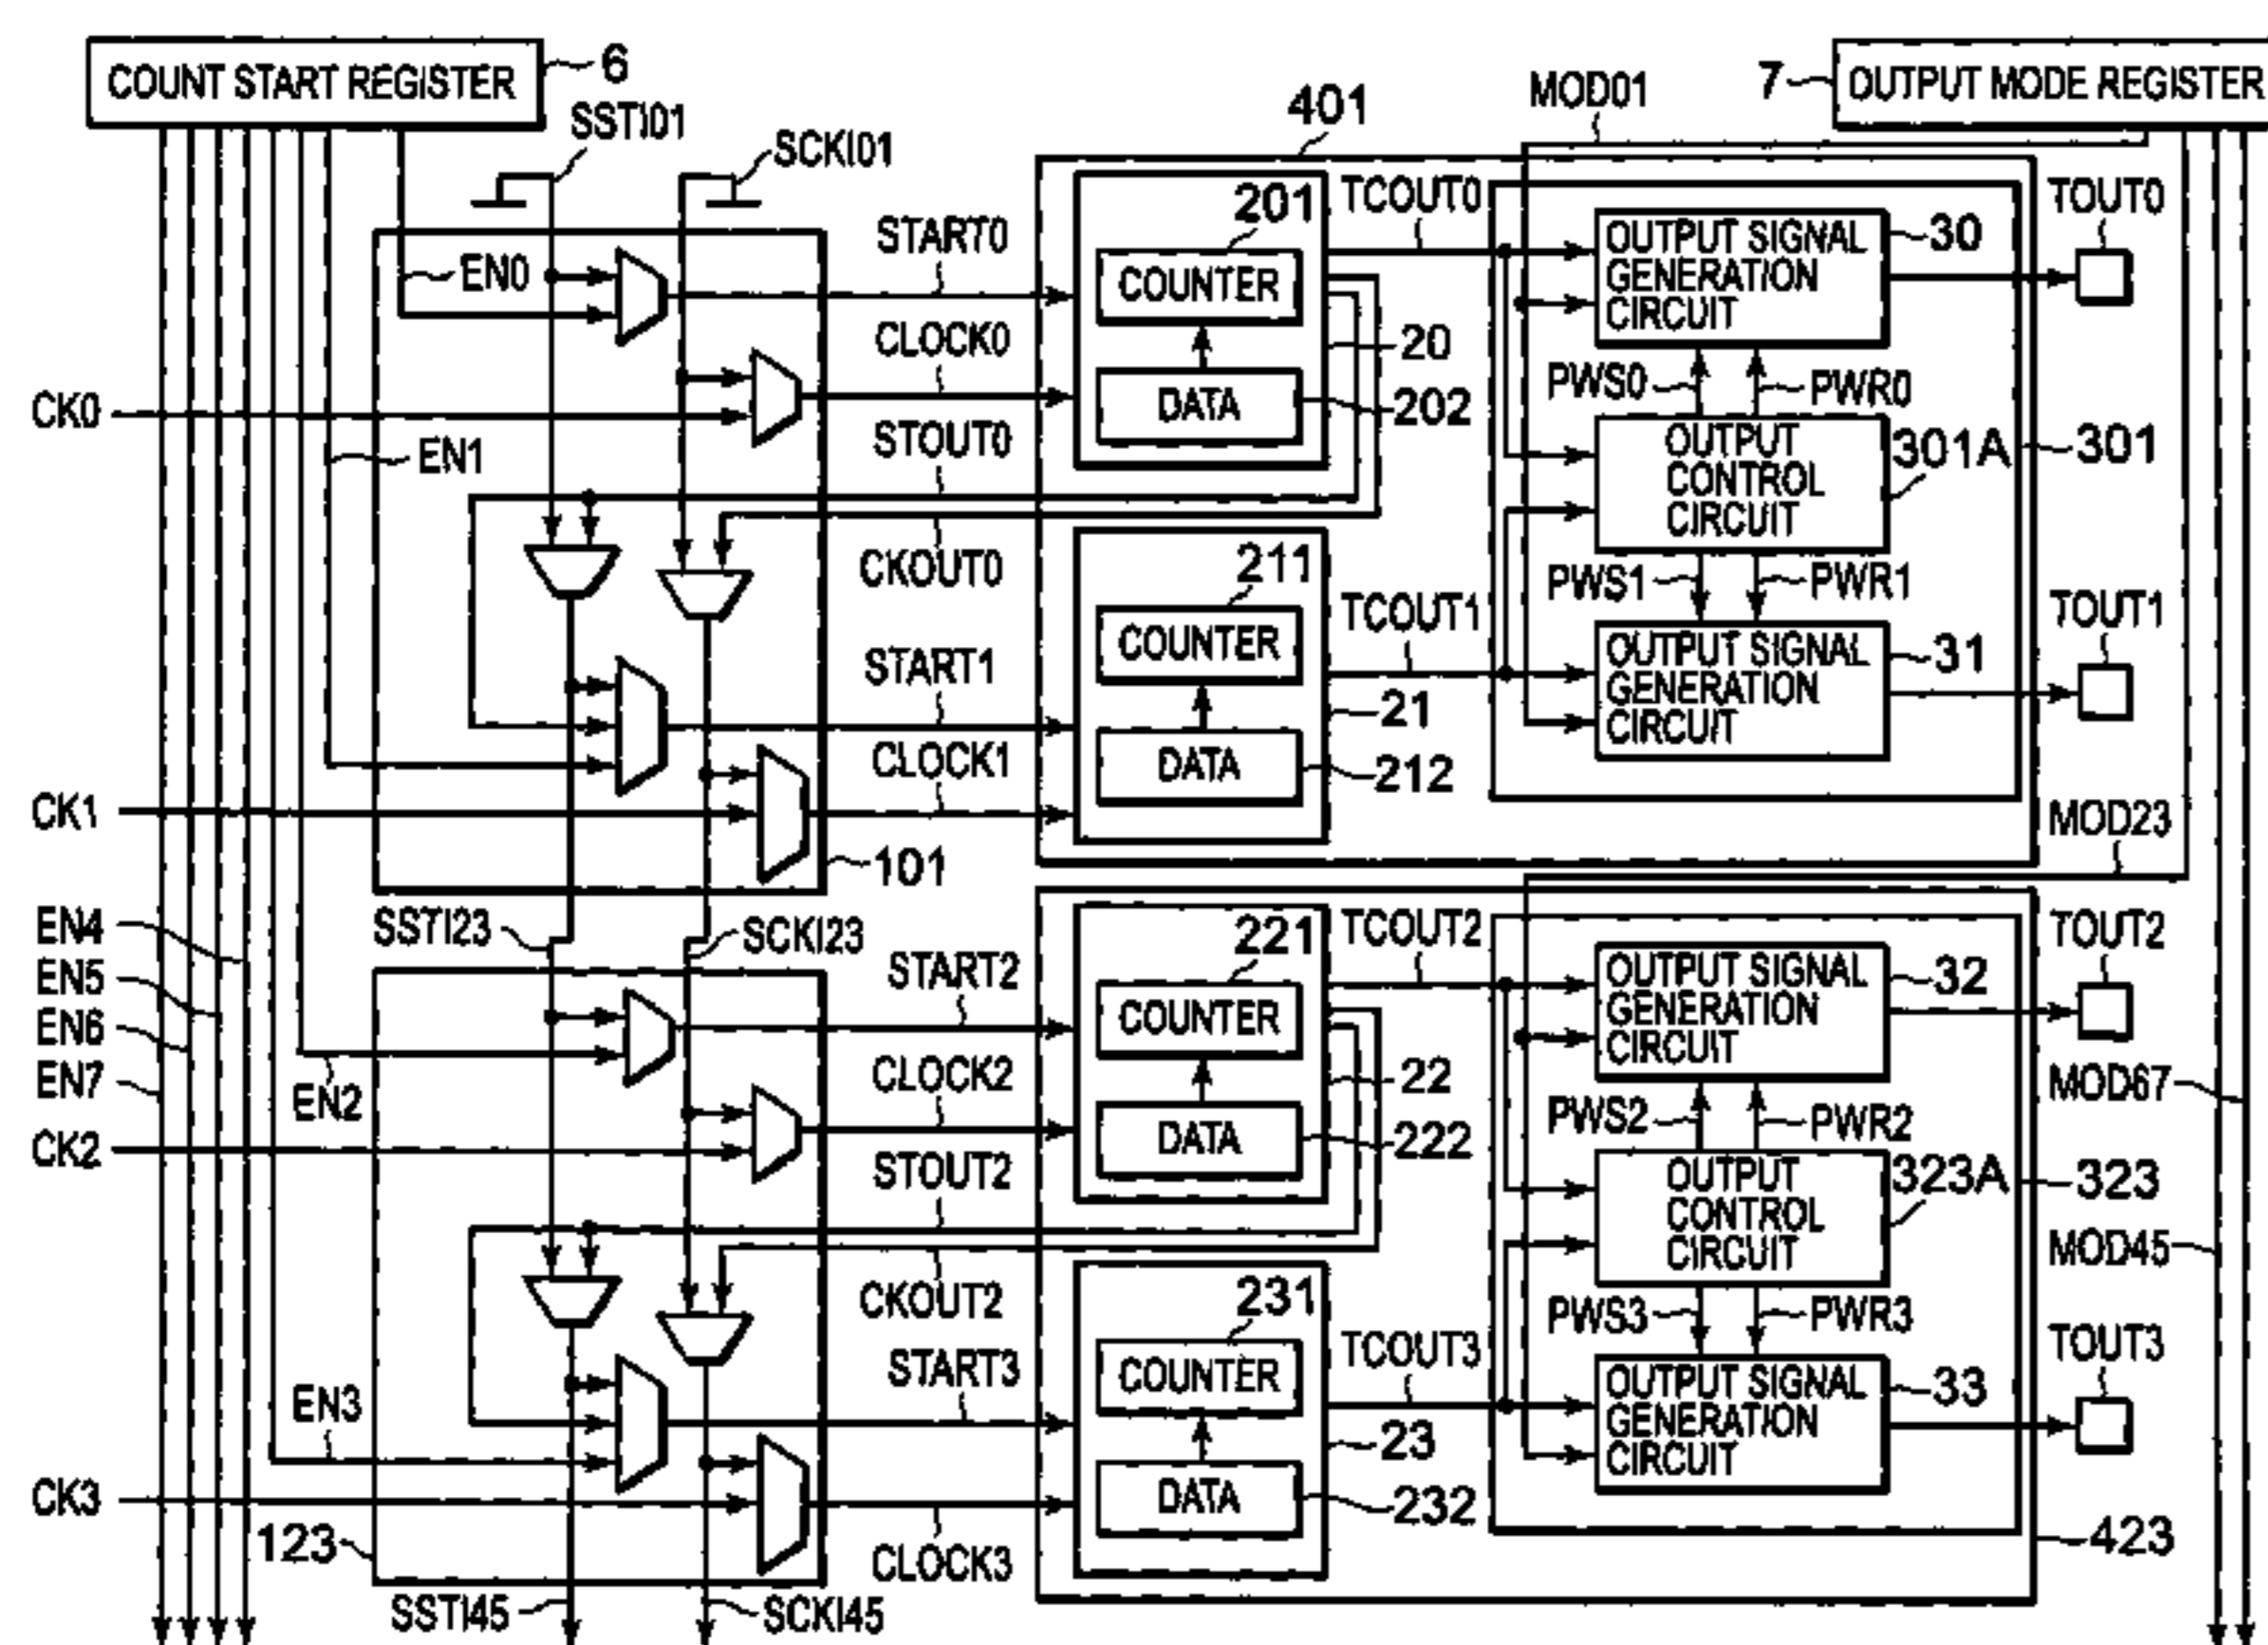 COUNT START REGISTER
6
SSTI01
SCKI01
401
MOD01
7
OUTPUT MODE REGISTER
EN0
START0
CLOCK0
CK0
EN1
STOUT0
CKOUT0
START1
CLOCK1
CK1
101
201
COUNTER
20
DATA
202
TCOUT0
211
COUNTER
21
DATA
212
TCOUT1
OUTPUT SIGNAL
GENERATION
CIRCUIT
30
TOUT0
PWS0
PWR0
OUTPUT
CONTROL
CIRCUIT
301A
301
PWS1
PWR1
OUTPUT SIGNAL
GENERATION
CIRCUIT
31
TOUT1
MOD23
EN4
EN5
EN6
EN7
SSTI23
SCKI23
START2
EN2
CLOCK2
CK2
STOUT2
CKOUT2
START3
EN3
CK3
123
CLOCK3
SSTI45
SCKI45
221
COUNTER
22
DATA
222
TCOUT2
231
COUNTER
23
DATA
232
TCOUT3
OUTPUT SIGNAL
GENERATION
CIRCUIT
32
TOUT2
MOD67
PWS2
PWR2
OUTPUT
CONTROL
CIRCUIT
323A
323
MOD45
PWS3
PWR3
OUTPUT SIGNAL
GENERATION
CIRCUIT
33
TOUT3
423